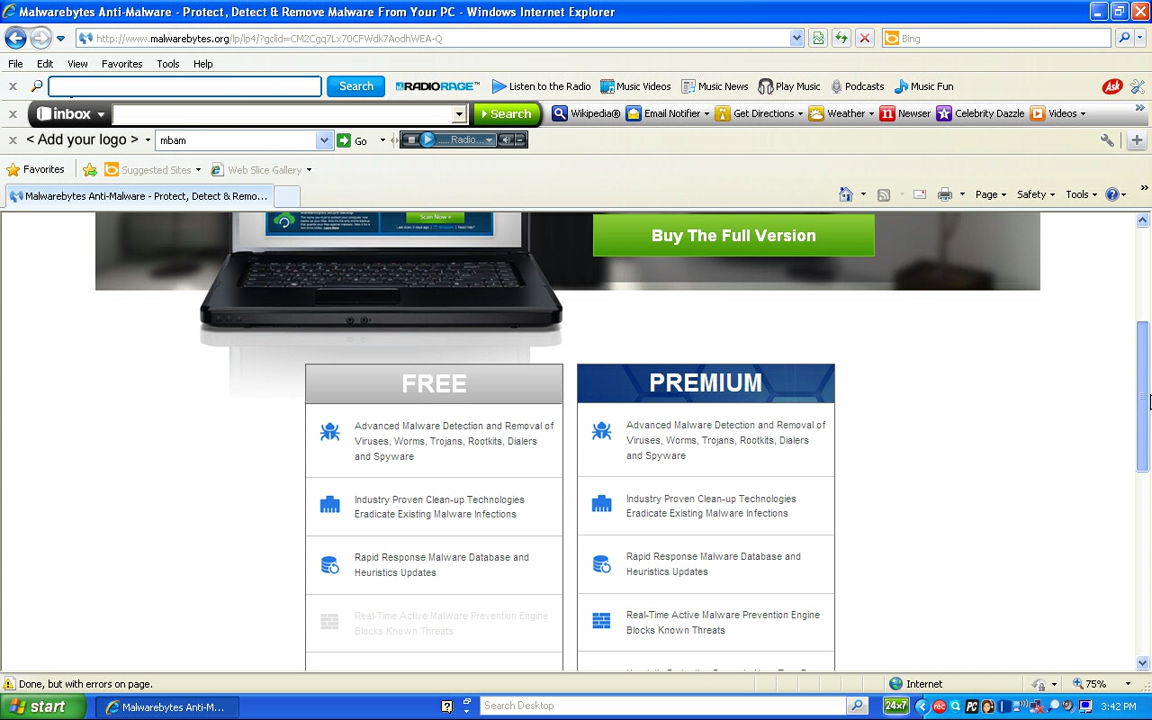 Malwarebytes Anti-Malware - Protect, Detect & Remove Malware From Your PC - Windows Internet Explorer
http://www.malwarebytes.org/lp/lp4/?gclid=CM2Cgq7Lx70CFWdk7AodhWEA-Q
Bing
File Edit View Favorites Tools Help
Search RADIORAGE™ Listen to the Radio Music Videos Music News Play Music Podcasts Music Fun Ask
inbox Search Wikipedia® Email Notifier Get Directions Weather Newser Celebrity Dazzle Videos
< Add your logo > mbam Go ..... Radio...
Favorites Suggested Sites Web Slice Gallery
Malwarebytes Anti-Malware - Protect, Detect & Remo... Page Safety Tools
Scan Now »
Buy The Full Version
FREE
Advanced Malware Detection and Removal of
Viruses, Worms, Trojans, Rootkits, Dialers
and Spyware
Industry Proven Clean-up Technologies
Eradicate Existing Malware Infections
Rapid Response Malware Database and
Heuristics Updates
Real-Time Active Malware Prevention Engine
Blocks Known Threats
PREMIUM
Advanced Malware Detection and Removal of
Viruses, Worms, Trojans, Rootkits, Dialers
and Spyware
Industry Proven Clean-up Technologies
Eradicate Existing Malware Infections
Rapid Response Malware Database and
Heuristics Updates
Real-Time Active Malware Prevention Engine
Blocks Known Threats
Done, but with errors on page. Internet 75%
start Malwarebytes Anti-M... Search Desktop 24x7 PC 3:42 PM